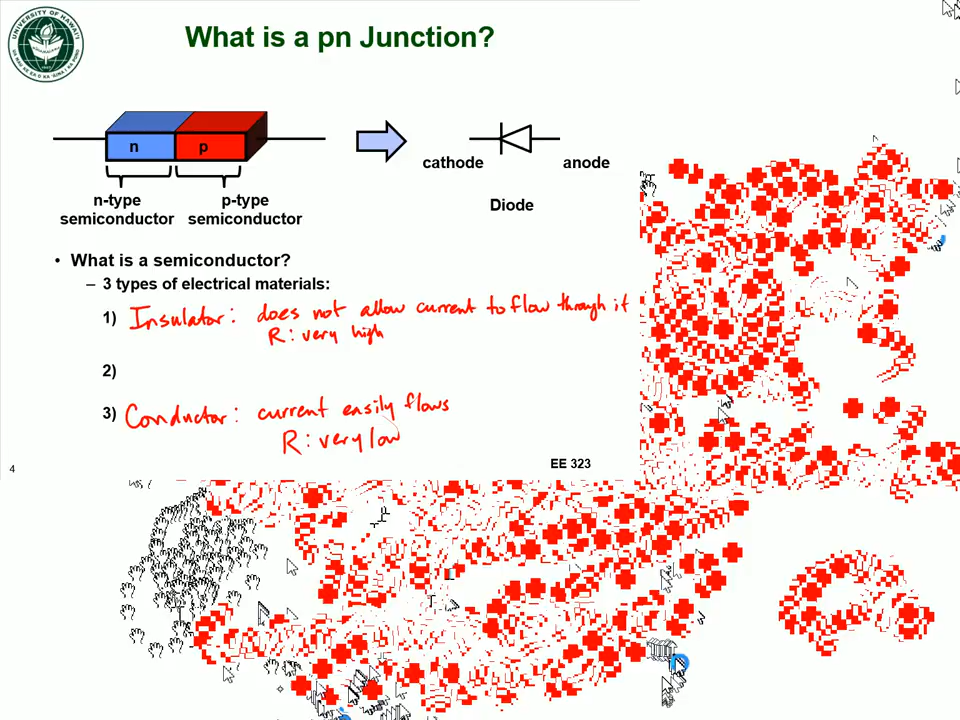 What is a pn Junction?
n p
cathode anode
n-type semiconductor
p-type semiconductor
Diode
• What is a semiconductor?
– 3 types of electrical materials:
1) Insulator: does not allow current to flow through it
R: very high
2)
3) Conductor: current easily flows
R: very low
4 EE 323